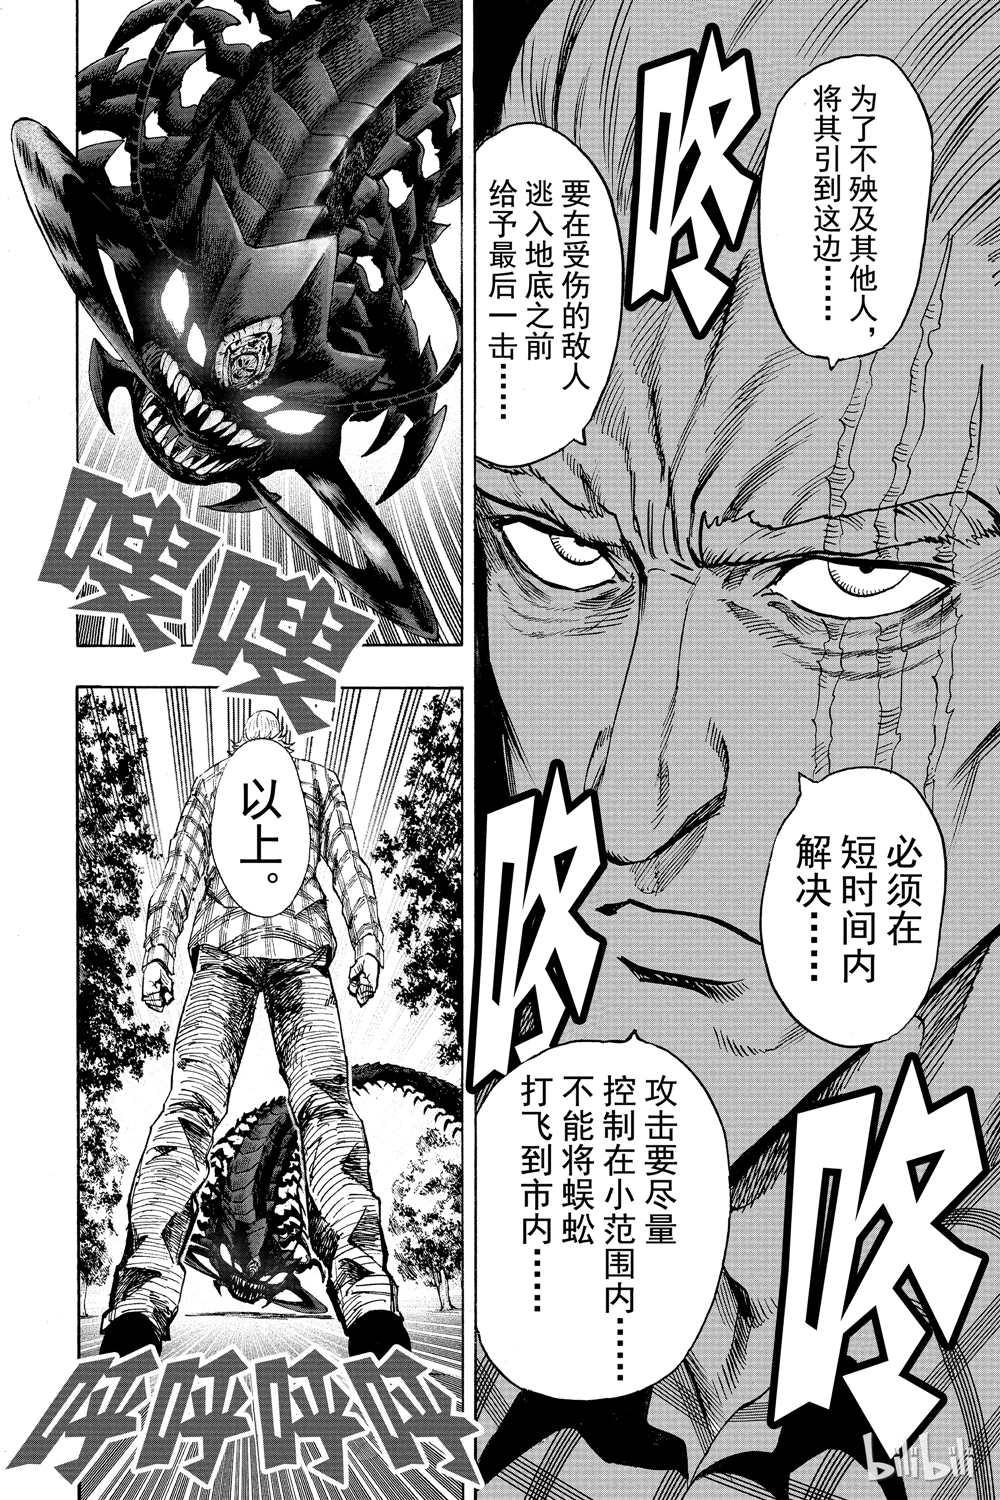 为了不殃及其他人，
将其引到这边……
咚
要在受伤的敌人
逃入地底之前
给予最后一击……
必须在
短时间内
解决……
咚
攻击要尽量
控制在小范围内……
不能将蜈蚣
打飞到市内……
咚
嗖嗖
以上。
呼呼呼呼
bilibili